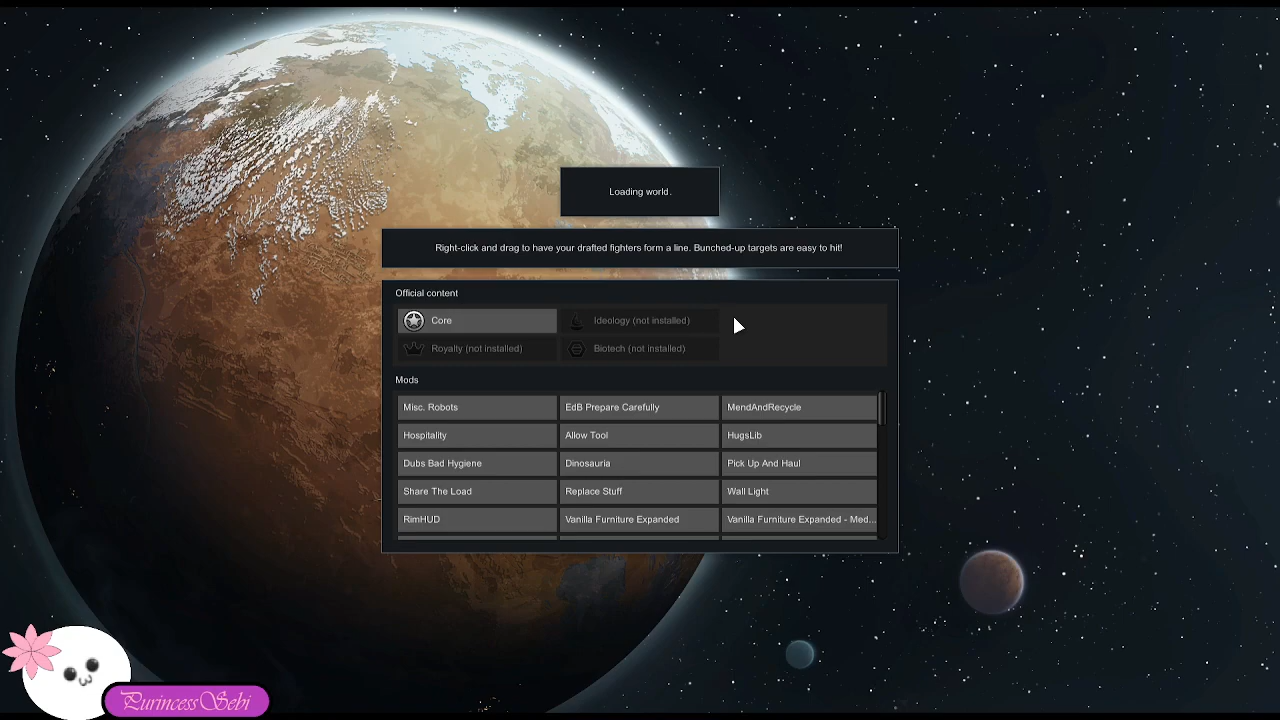 Loading world.
Right-click and drag to have your drafted fighters form a line. Bunched-up targets are easy to hit!
Official content
Core
Ideology (not installed)
Royalty (not installed)
Biotech (not installed)
Mods
Misc. Robots
EdB Prepare Carefully
MendAndRecycle
Hospitality
Allow Tool
HugsLib
Dubs Bad Hygiene
Dinosauria
Pick Up And Haul
Share The Load
Replace Stuff
Wall Light
RimHUD
Vanilla Furniture Expanded
Vanilla Furniture Expanded - Med...
PurincessSebi